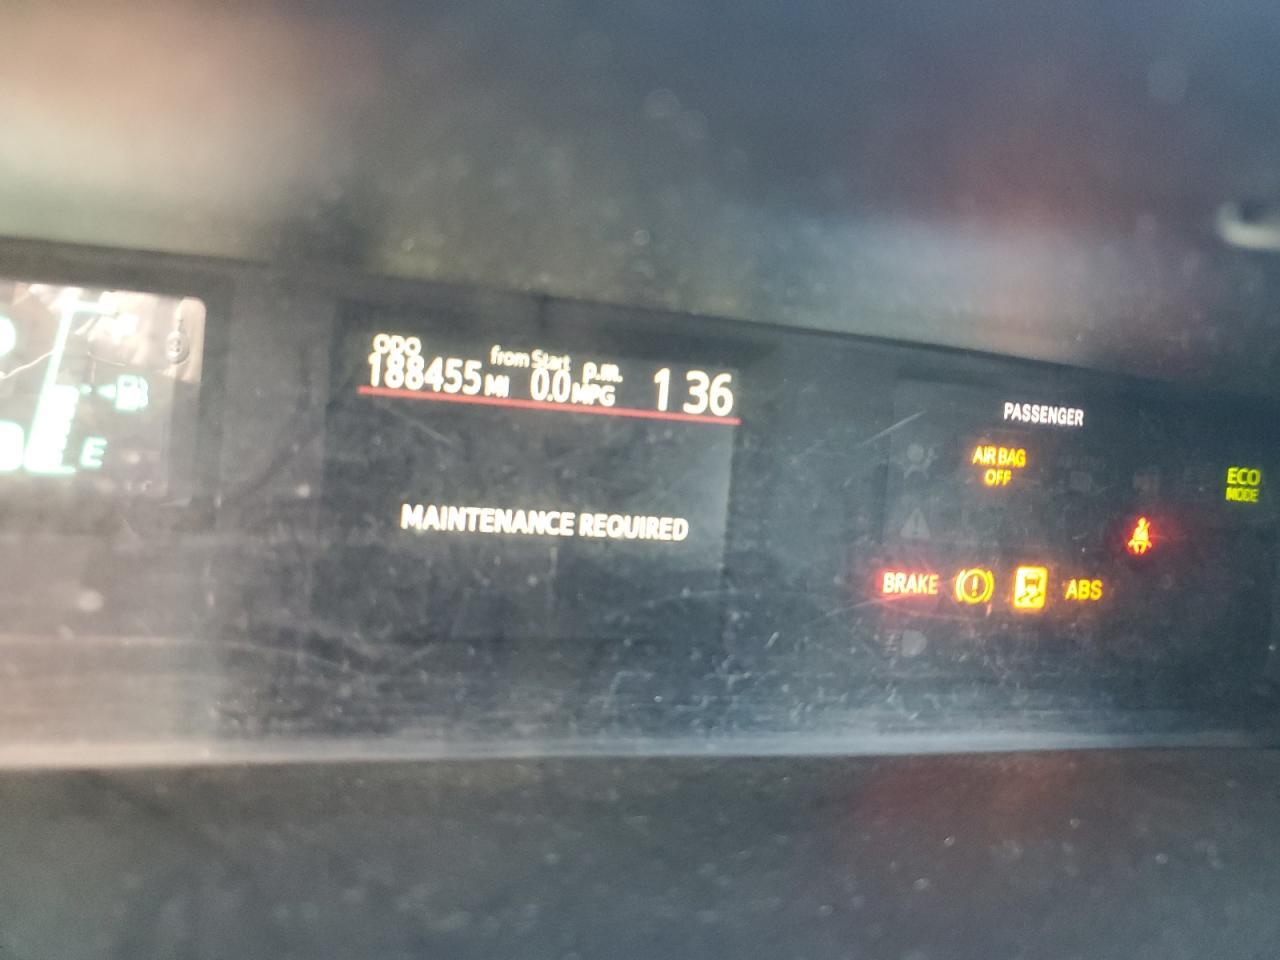 ODO from Start p.m.
188455 MI 0.0 MPG 1 36
MAINTENANCE REQUIRED
E
PASSENGER
AIR BAG
OFF
ECO
MODE
BRAKE ABS